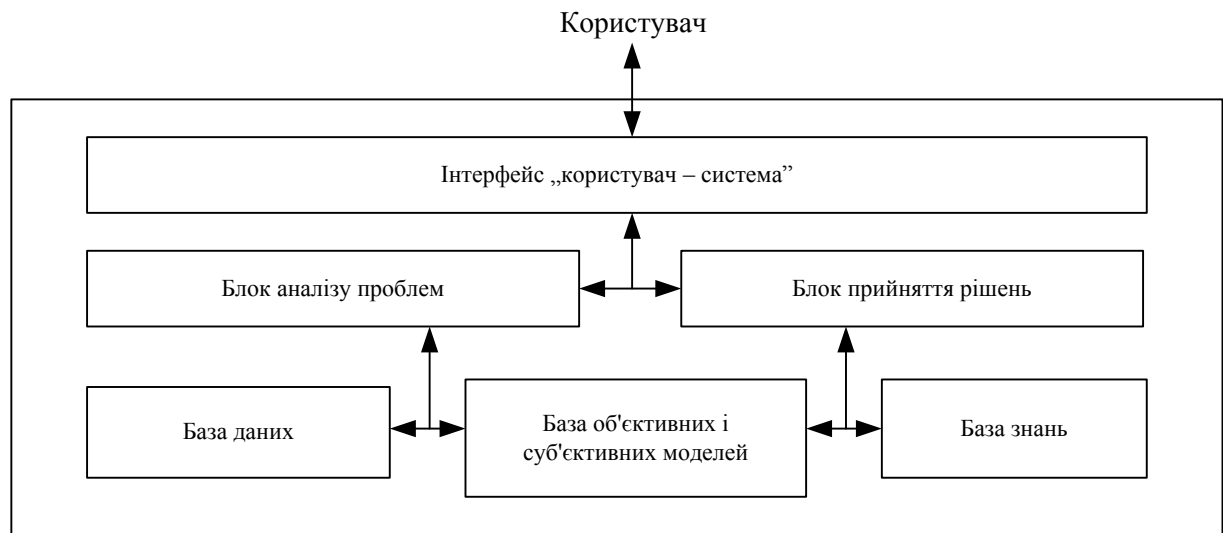 Користувач
Інтерфейс „користувач – система”
Блок аналізу проблем
Блок прийняття рішень
База даних
База об'єктивних і
суб'єктивних моделей
База знань